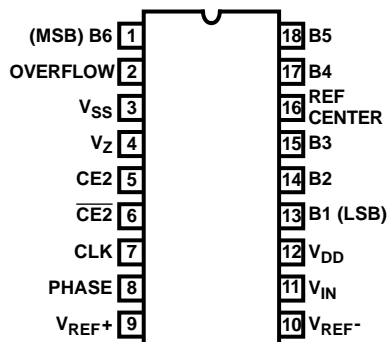 (MSB) B6 1 18 B5
OVERFLOW 2 17 B4
VSS 3 16 REF CENTER
VZ 4 15 B3
CE2 5 14 B2
C̅E̅2̅ 6 13 B1 (LSB)
CLK 7 12 VDD
PHASE 8 11 VIN
VREF+ 9 10 VREF-